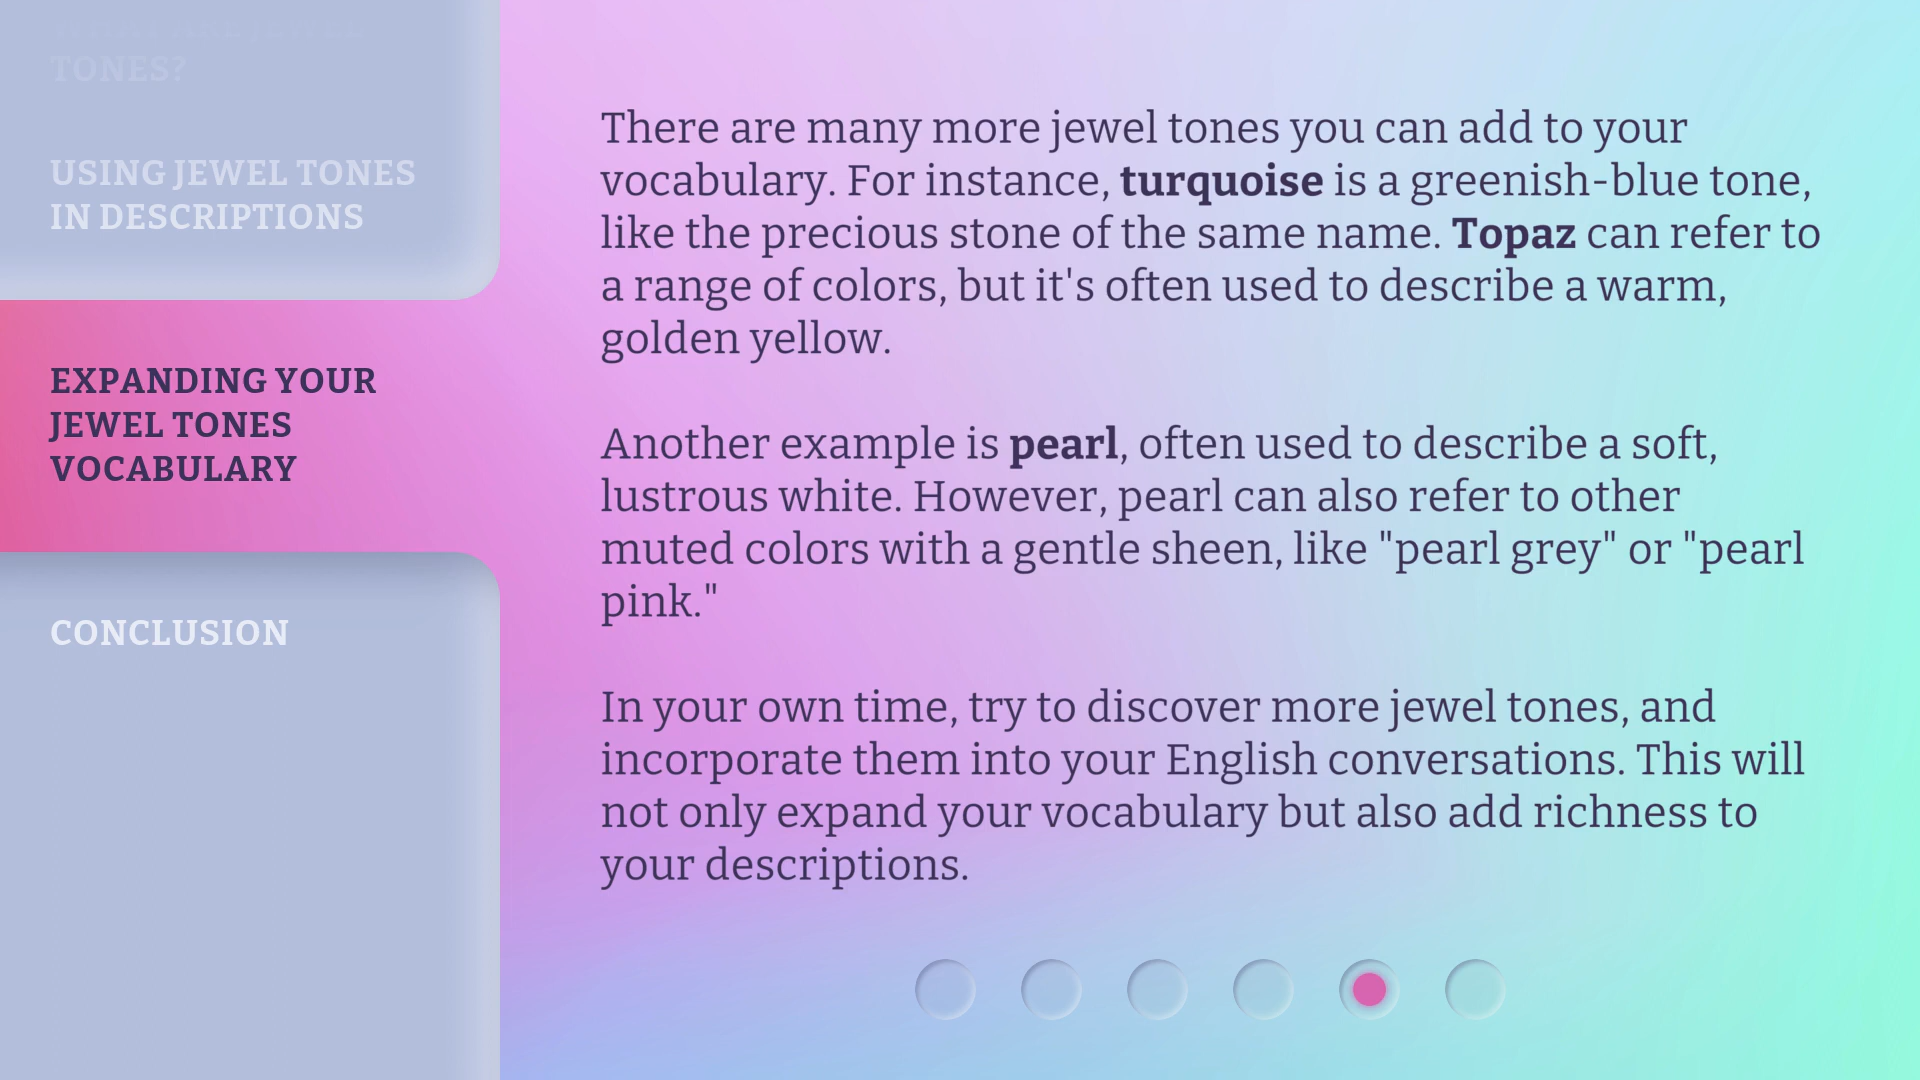 TONES?
USING JEWEL TONES
IN DESCRIPTIONS
EXPANDING YOUR
JEWEL TONES
VOCABULARY
CONCLUSION
There are many more jewel tones you can add to your
vocabulary. For instance, turquoise is a greenish-blue tone,
like the precious stone of the same name. Topaz can refer to
a range of colors, but it's often used to describe a warm,
golden yellow.
Another example is pearl, often used to describe a soft,
lustrous white. However, pearl can also refer to other
muted colors with a gentle sheen, like "pearl grey" or "pearl
pink."
In your own time, try to discover more jewel tones, and
incorporate them into your English conversations. This will
not only expand your vocabulary but also add richness to
your descriptions.